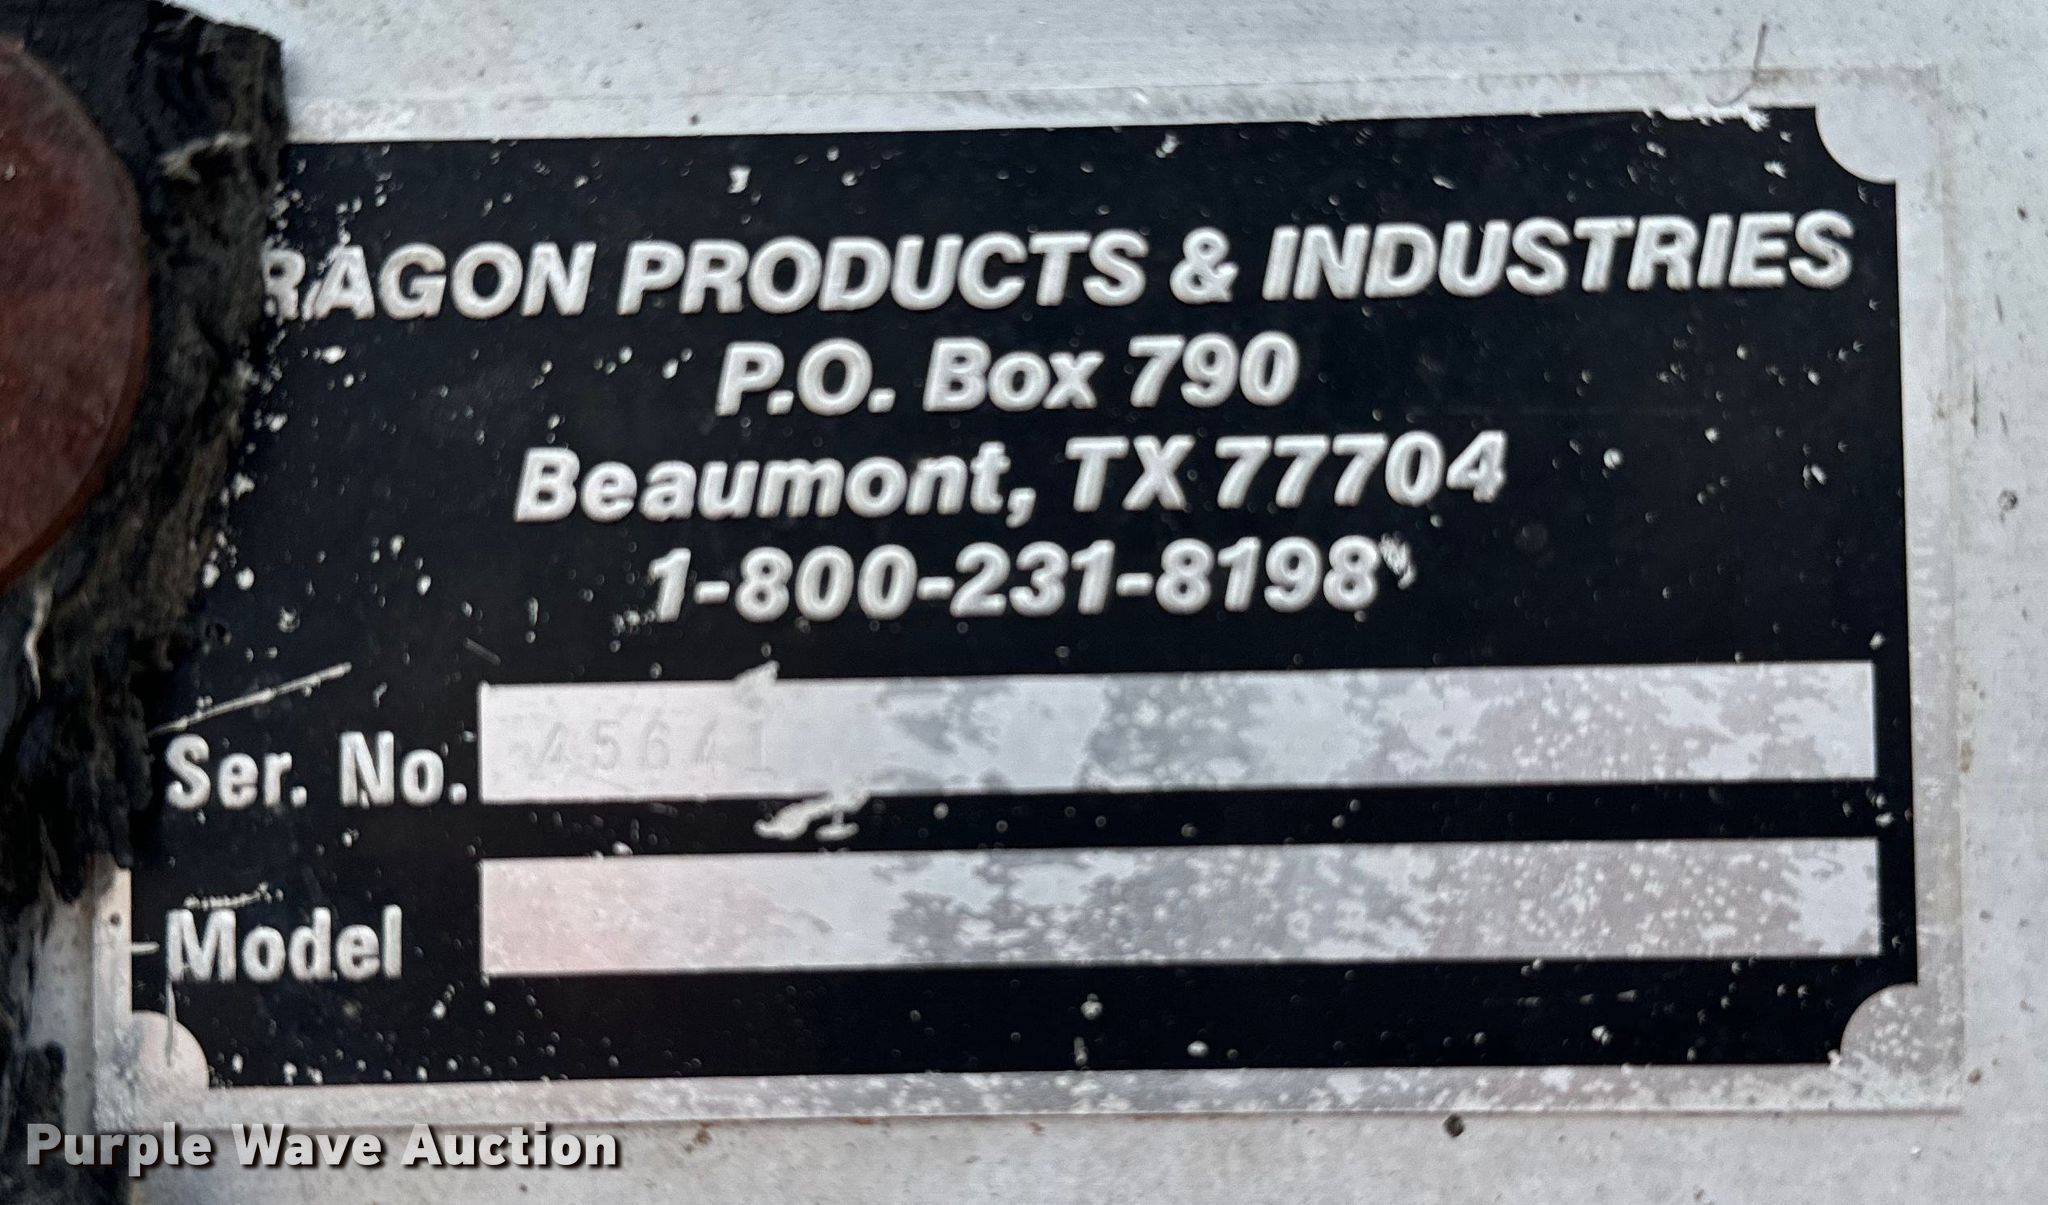 RAGON PRODUCTS & INDUSTRIES
P.O. Box 790
Beaumont, TX 77704
1-800-231-8198
Ser. No. 45641
Model
Purple Wave Auction